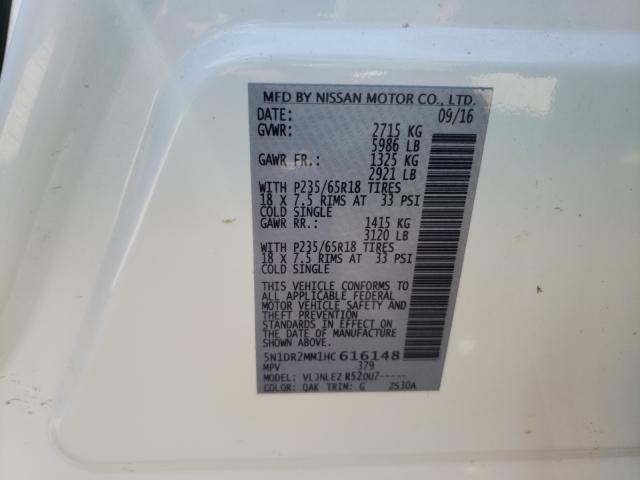 MFD BY NISSAN MOTOR CO., LTD.
DATE: 09/16
GVWR: 2715 KG
5986 LB
GAWR FR.: 1325 KG
2921 LB
WITH P235/65R18 TIRES
18 X 7.5 RIMS AT 33 PSI
COLD SINGLE
GAWR RR.: 1415 KG
3120 LB
WITH P235/65R18 TIRES
18 X 7.5 RIMS AT 33 PSI
COLD SINGLE
THIS VEHICLE CONFORMS TO
ALL APPLICABLE FEDERAL
MOTOR VEHICLE SAFETY AND
THEFT PREVENTION
STANDARDS IN EFFECT ON
THE DATE OF MANUFACTURE
SHOWN ABOVE.
5N1DR2MM1HC616148
MPV 379
MODEL: VLJNLEZ R520U7-----
COLOR: QAK TRIM: G ZS30A